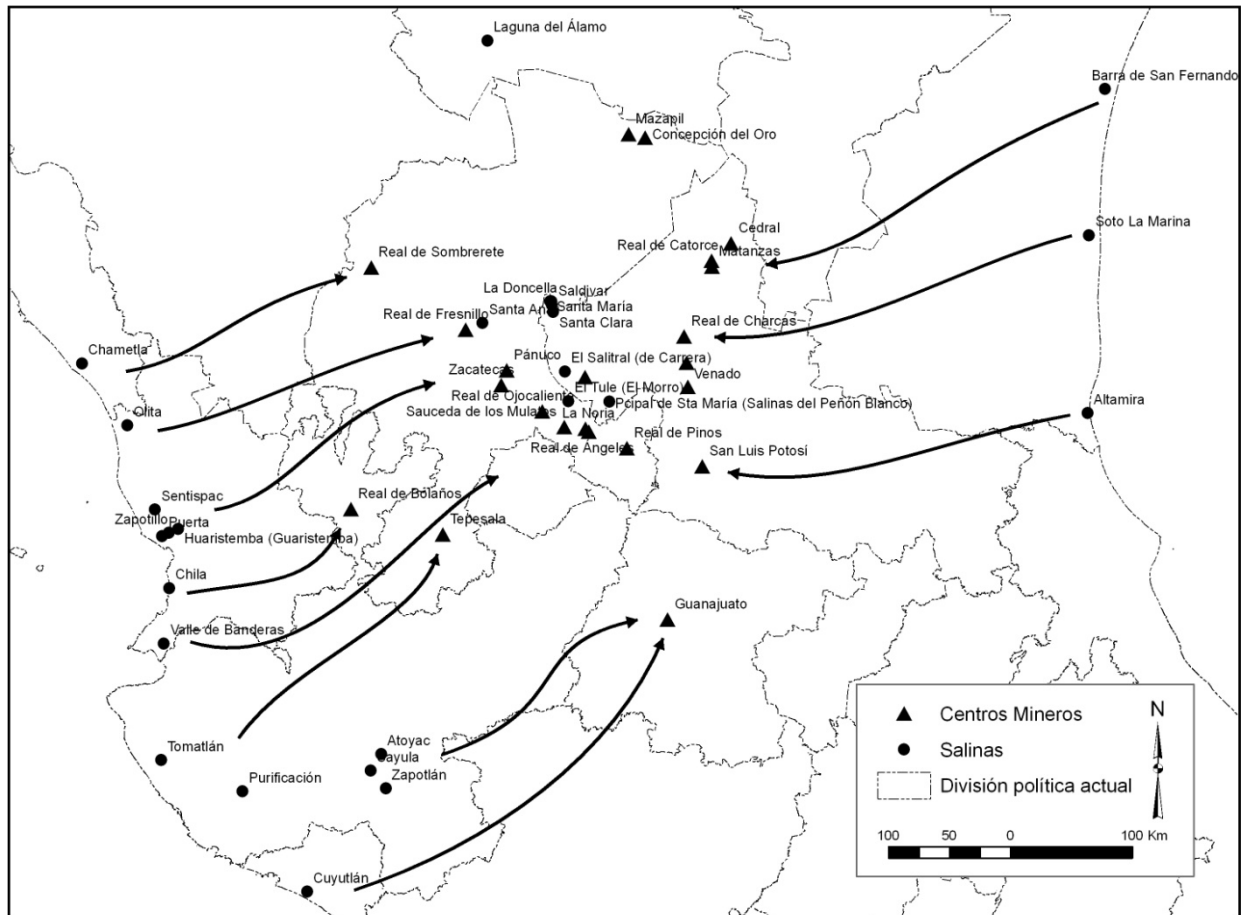 Laguna del Álamo
Barra de San Fernando
Mazapil
Concepción del Oro
Soto La Marina
Cedral
Real de Catorce
Matanzas
Real de Sombrerete
La Doncella
Saldivar
Santa María
Santa Ana
Santa Clara
Real de Fresnillo
Real de Charcas
Chametla
Pánuco
El Salitral (de Carrera)
Zacatecas
Venado
El Tule (El Morro)
Real de Ojocaliente
Pcipal de Sta María (Salinas del Peñón Blanco)
Altamira
Olita
Sauceda de los Mulatos
La Noria
Real de Pinos
Real de Ángeles
San Luis Potosí
Sentispac
Real de Bolaños
Zapotillo
Puerta
Tepesala
Huaristemba (Guaristemba)
Chila
Guanajuato
Valle de Banderas
Centros Mineros
N
Salinas
División política actual
100 50 0 100 Km
Tomatlán
Atoyac
Sayula
Zapotlán
Purificación
Cuyutlán